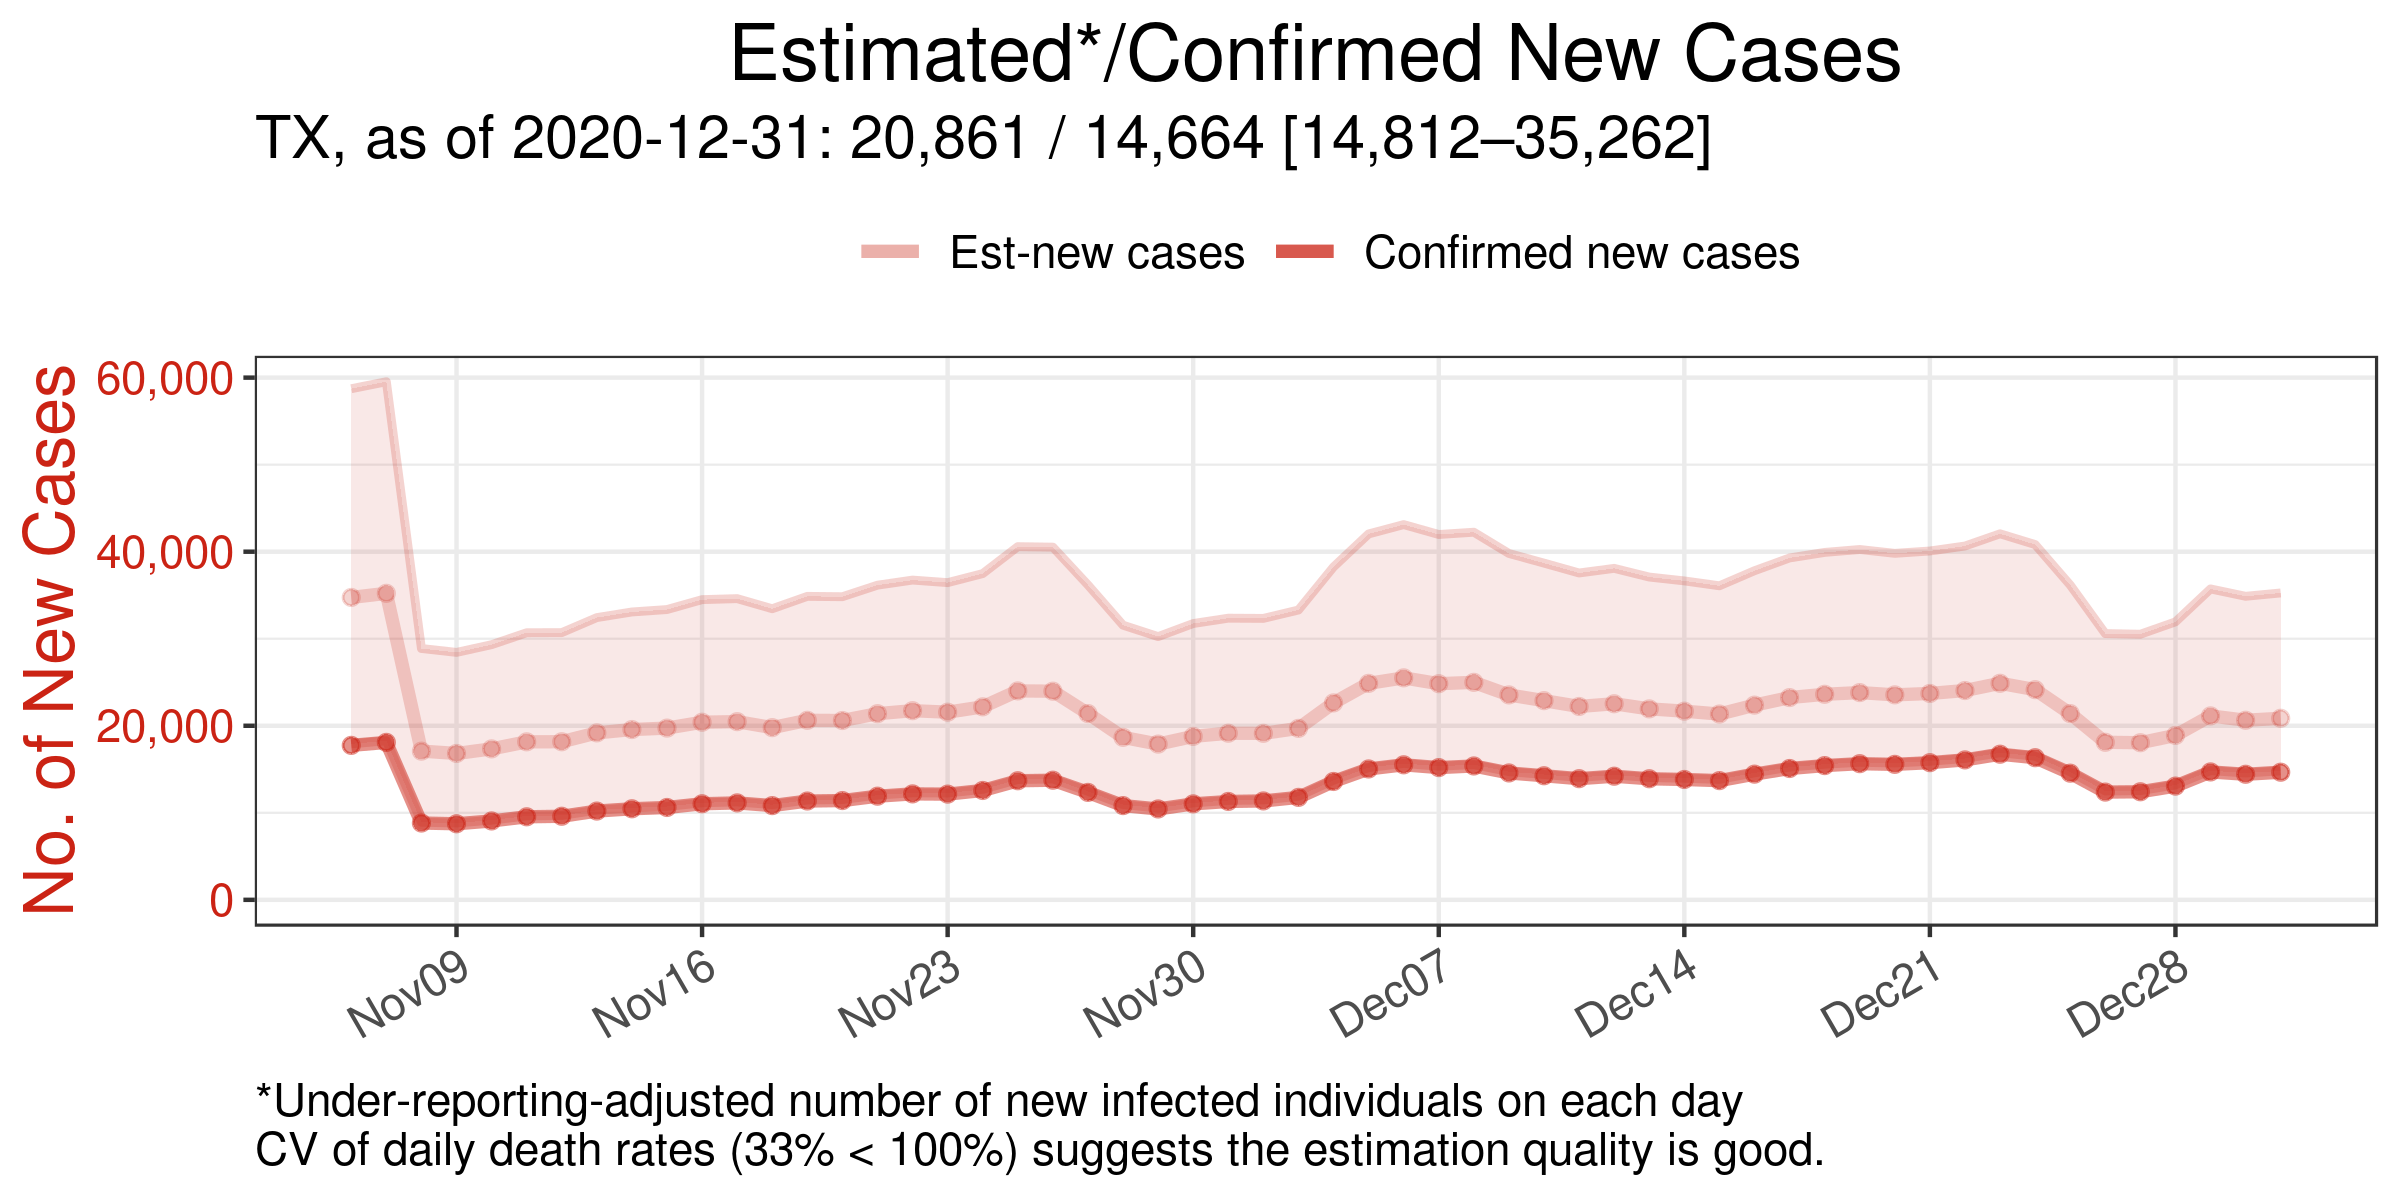 Estimated*/Confirmed New Cases
TX, as of 2020-12-31: 20,861 / 14,664 [14,812–35,262]
Est-new cases
Confirmed new cases
No. of New Cases
60,000
40,000
20,000
0
Nov09
Nov16
Nov23
Nov30
Dec07
Dec14
Dec21
Dec28
*Under-reporting-adjusted number of new infected individuals on each day
CV of daily death rates (33% < 100%) suggests the estimation quality is good.